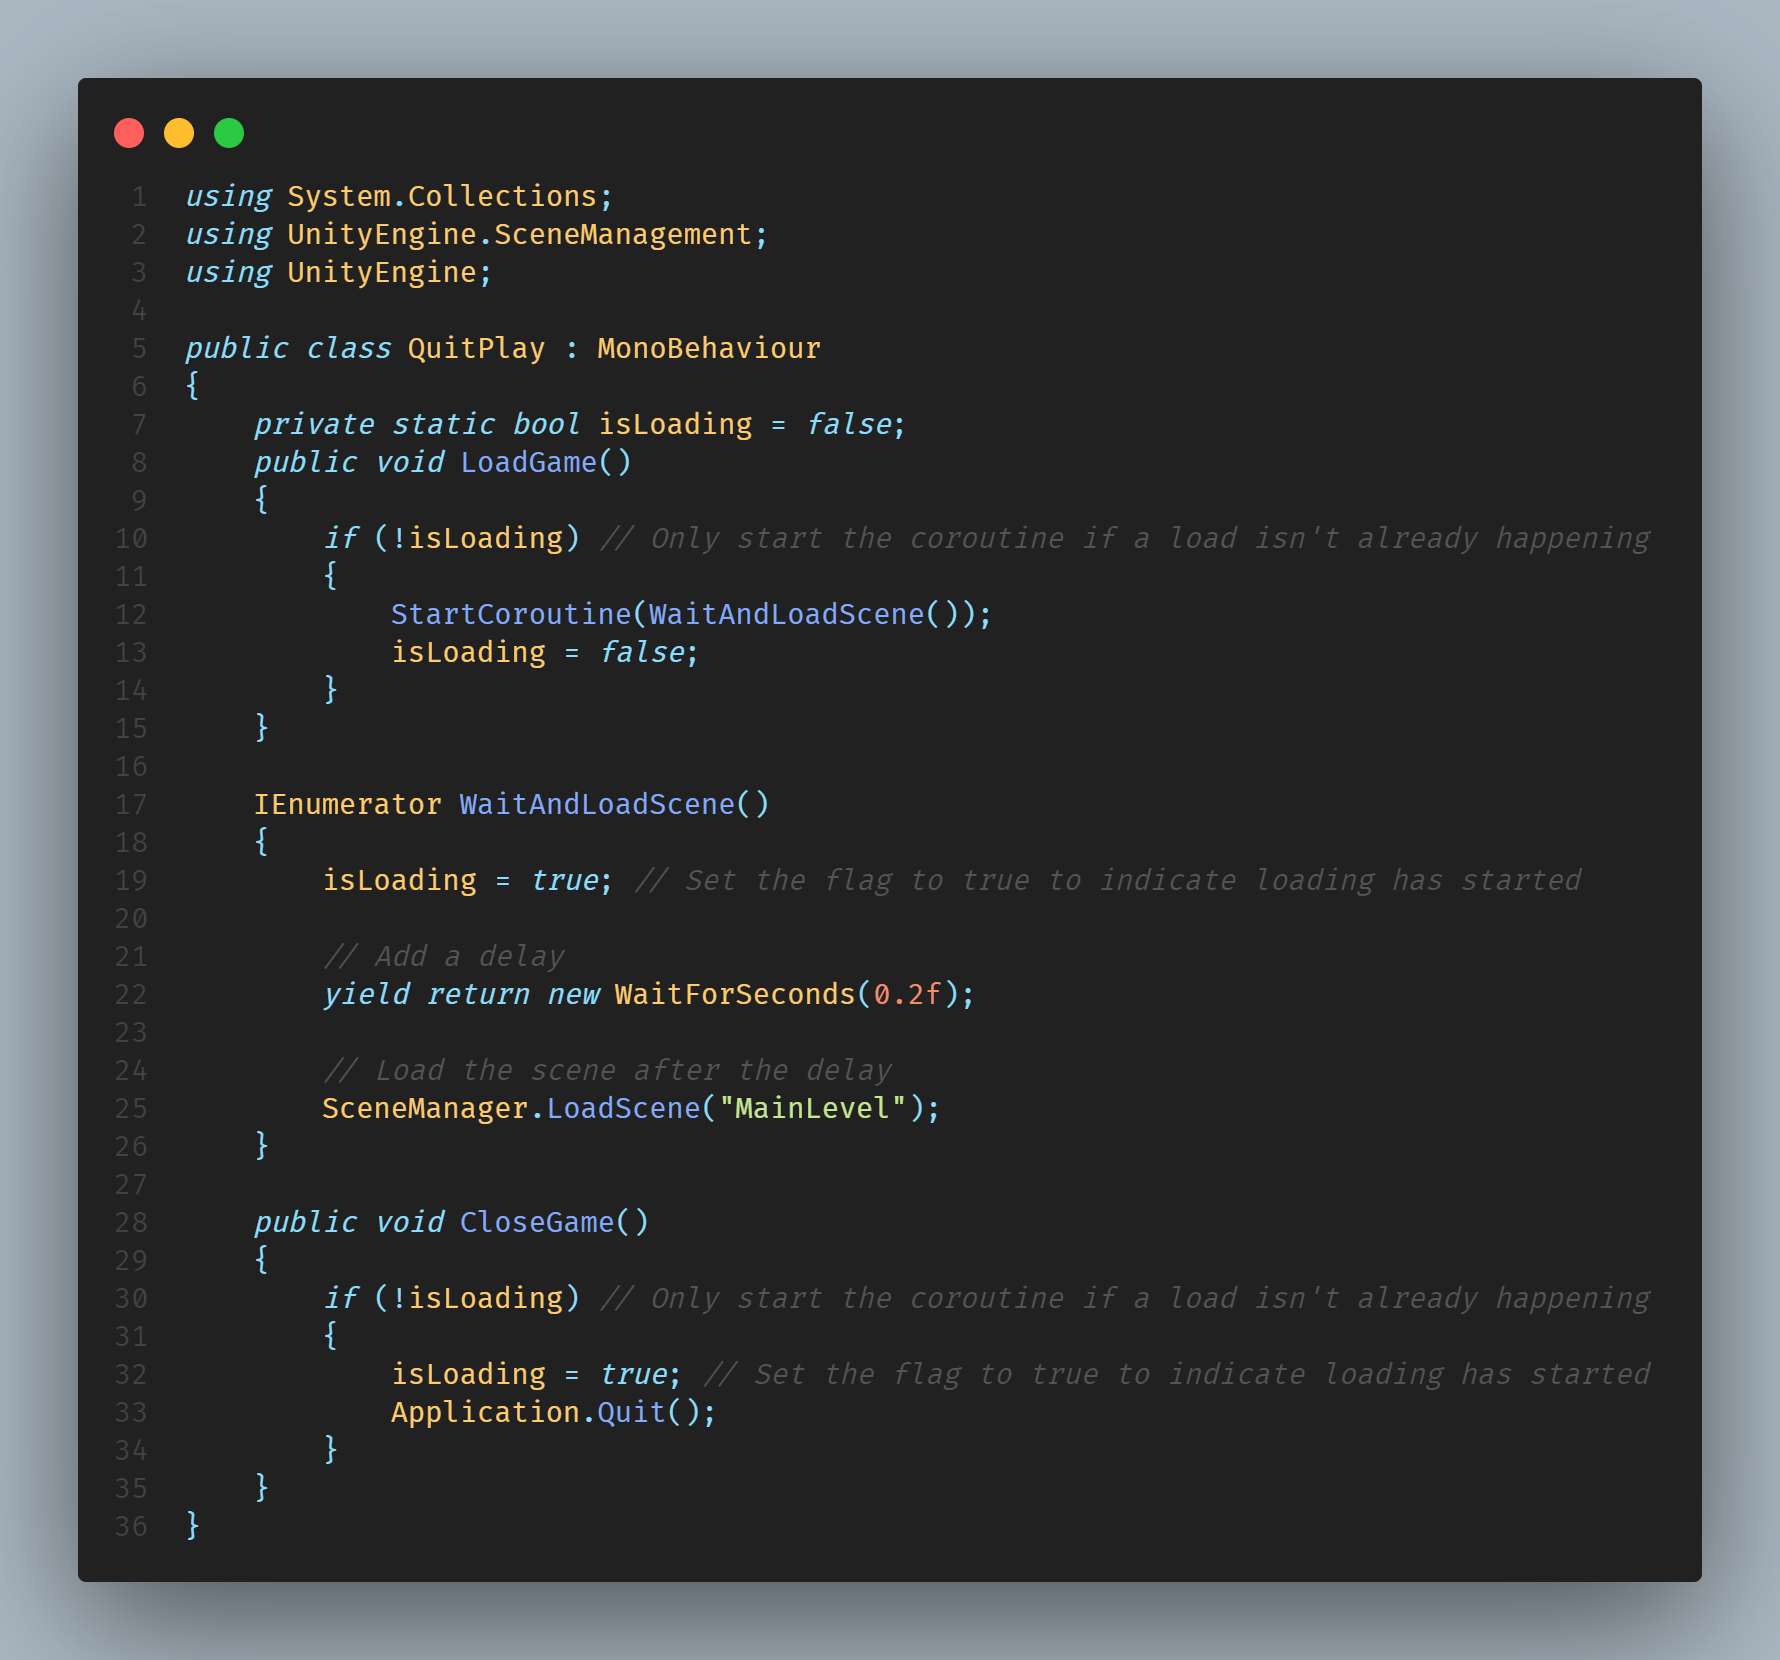 1 using System.Collections;
2 using UnityEngine.SceneManagement;
3 using UnityEngine;
4
5 public class QuitPlay : MonoBehaviour
6 {
7     private static bool isLoading = false;
8     public void LoadGame()
9     {
10         if (!isLoading) // Only start the coroutine if a load isn't already happening
11         {
12             StartCoroutine(WaitAndLoadScene());
13             isLoading = false;
14         }
15     }
16
17     IEnumerator WaitAndLoadScene()
18     {
19         isLoading = true; // Set the flag to true to indicate loading has started
20
21         // Add a delay
22         yield return new WaitForSeconds(0.2f);
23
24         // Load the scene after the delay
25         SceneManager.LoadScene("MainLevel");
26     }
27
28     public void CloseGame()
29     {
30         if (!isLoading) // Only start the coroutine if a load isn't already happening
31         {
32             isLoading = true; // Set the flag to true to indicate loading has started
33             Application.Quit();
34         }
35     }
36 }